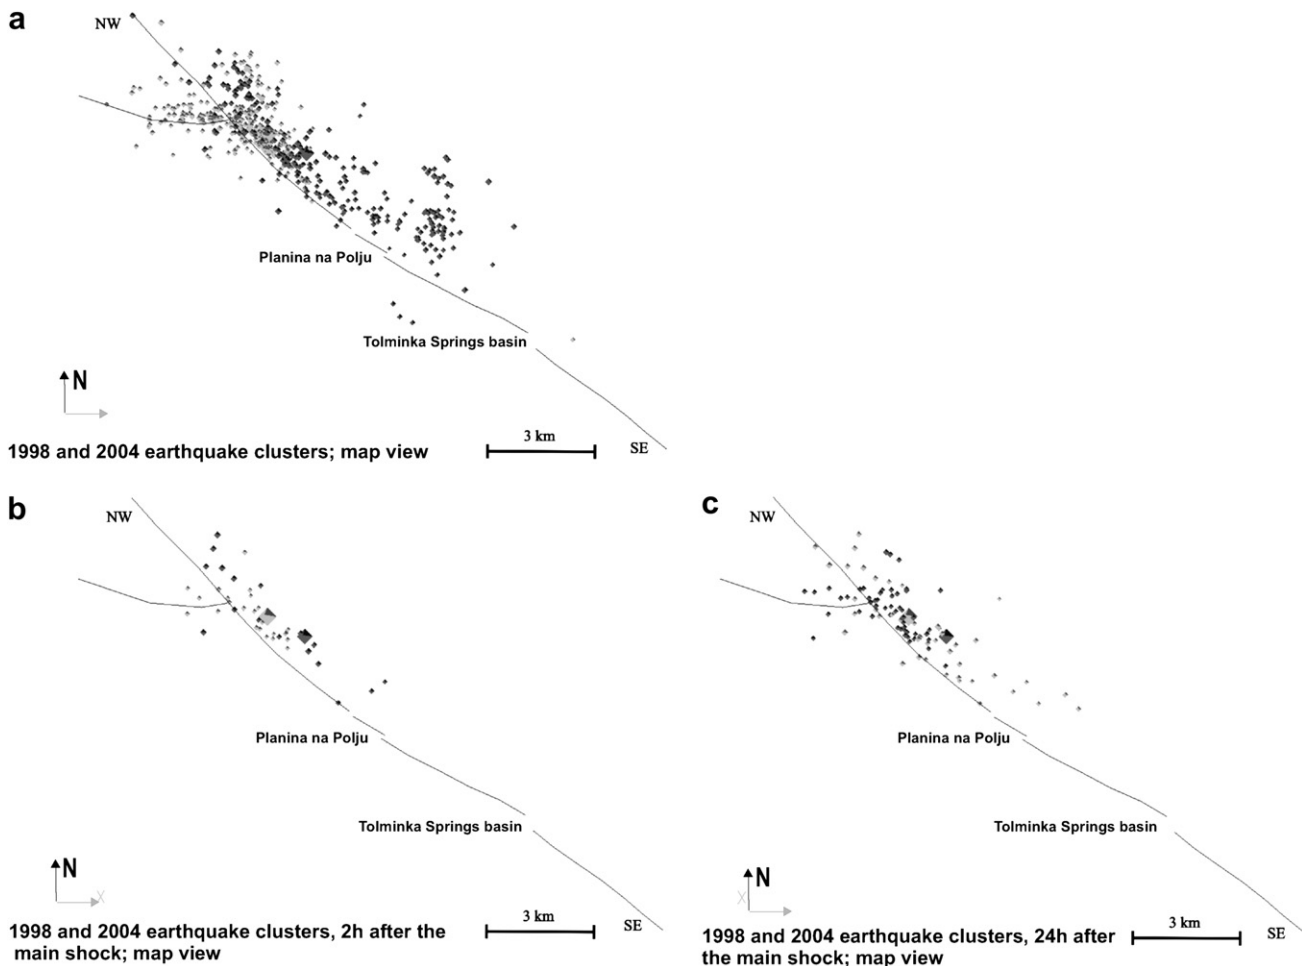 a
NW
Planina na Polju
Tolminka Springs basin
N
3 km
SE
1998 and 2004 earthquake clusters; map view
b
NW
Planina na Polju
Tolminka Springs basin
N
X
3 km
SE
1998 and 2004 earthquake clusters, 2h after the
main shock; map view
c
NW
Planina na Polju
Tolminka Springs basin
N
X
3 km
SE
1998 and 2004 earthquake clusters, 24h after
the main shock; map view